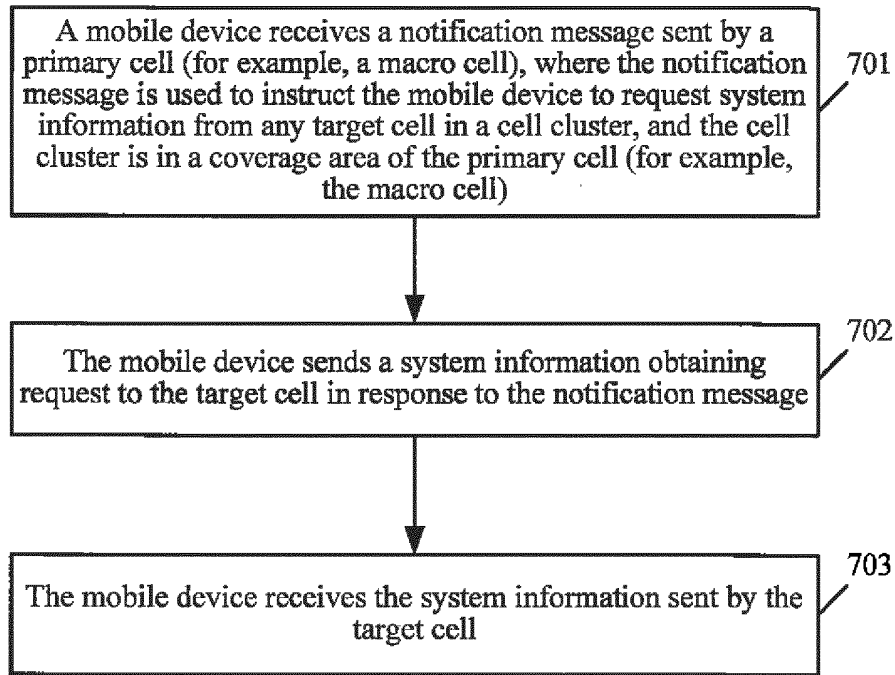 A mobile device receives a notification message sent by a
primary cell (for example, a macro cell), where the notification
message is used to instruct the mobile device to request system
information from any target cell in a cell cluster, and the cell
cluster is in a coverage area of the primary cell (for example,
the macro cell)
701
The mobile device sends a system information obtaining
request to the target cell in response to the notification message
702
The mobile device receives the system information sent by the
target cell
703